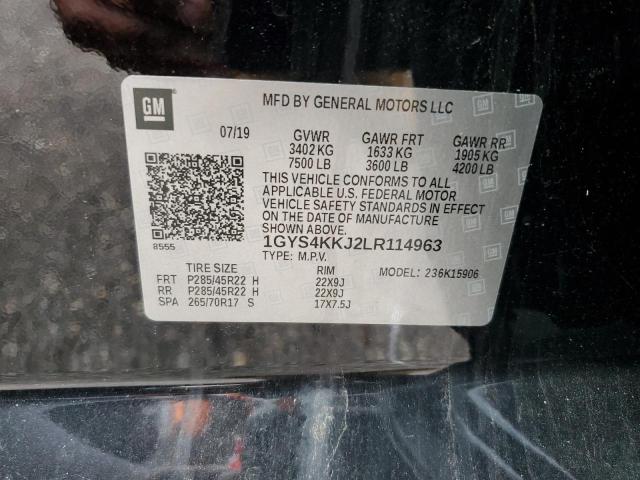 GM
MFD BY GENERAL MOTORS LLC
07/19 GVWR GAWR FRT GAWR RR
3402 KG 1633 KG 1905 KG
7500 LB 3600 LB 4200 LB
THIS VEHICLE CONFORMS TO ALL
APPLICABLE U.S. FEDERAL MOTOR
VEHICLE SAFETY STANDARDS IN EFFECT
ON THE DATE OF MANUFACTURE
SHOWN ABOVE.
8555
1GYS4KKJ2LR114963
TYPE: M.P.V.
MODEL: 236K15906
TIRE SIZE RIM
FRT P285/45R22 H 22X9J
RR P285/45R22 H 22X9J
SPA 265/70R17 S 17X7.5J